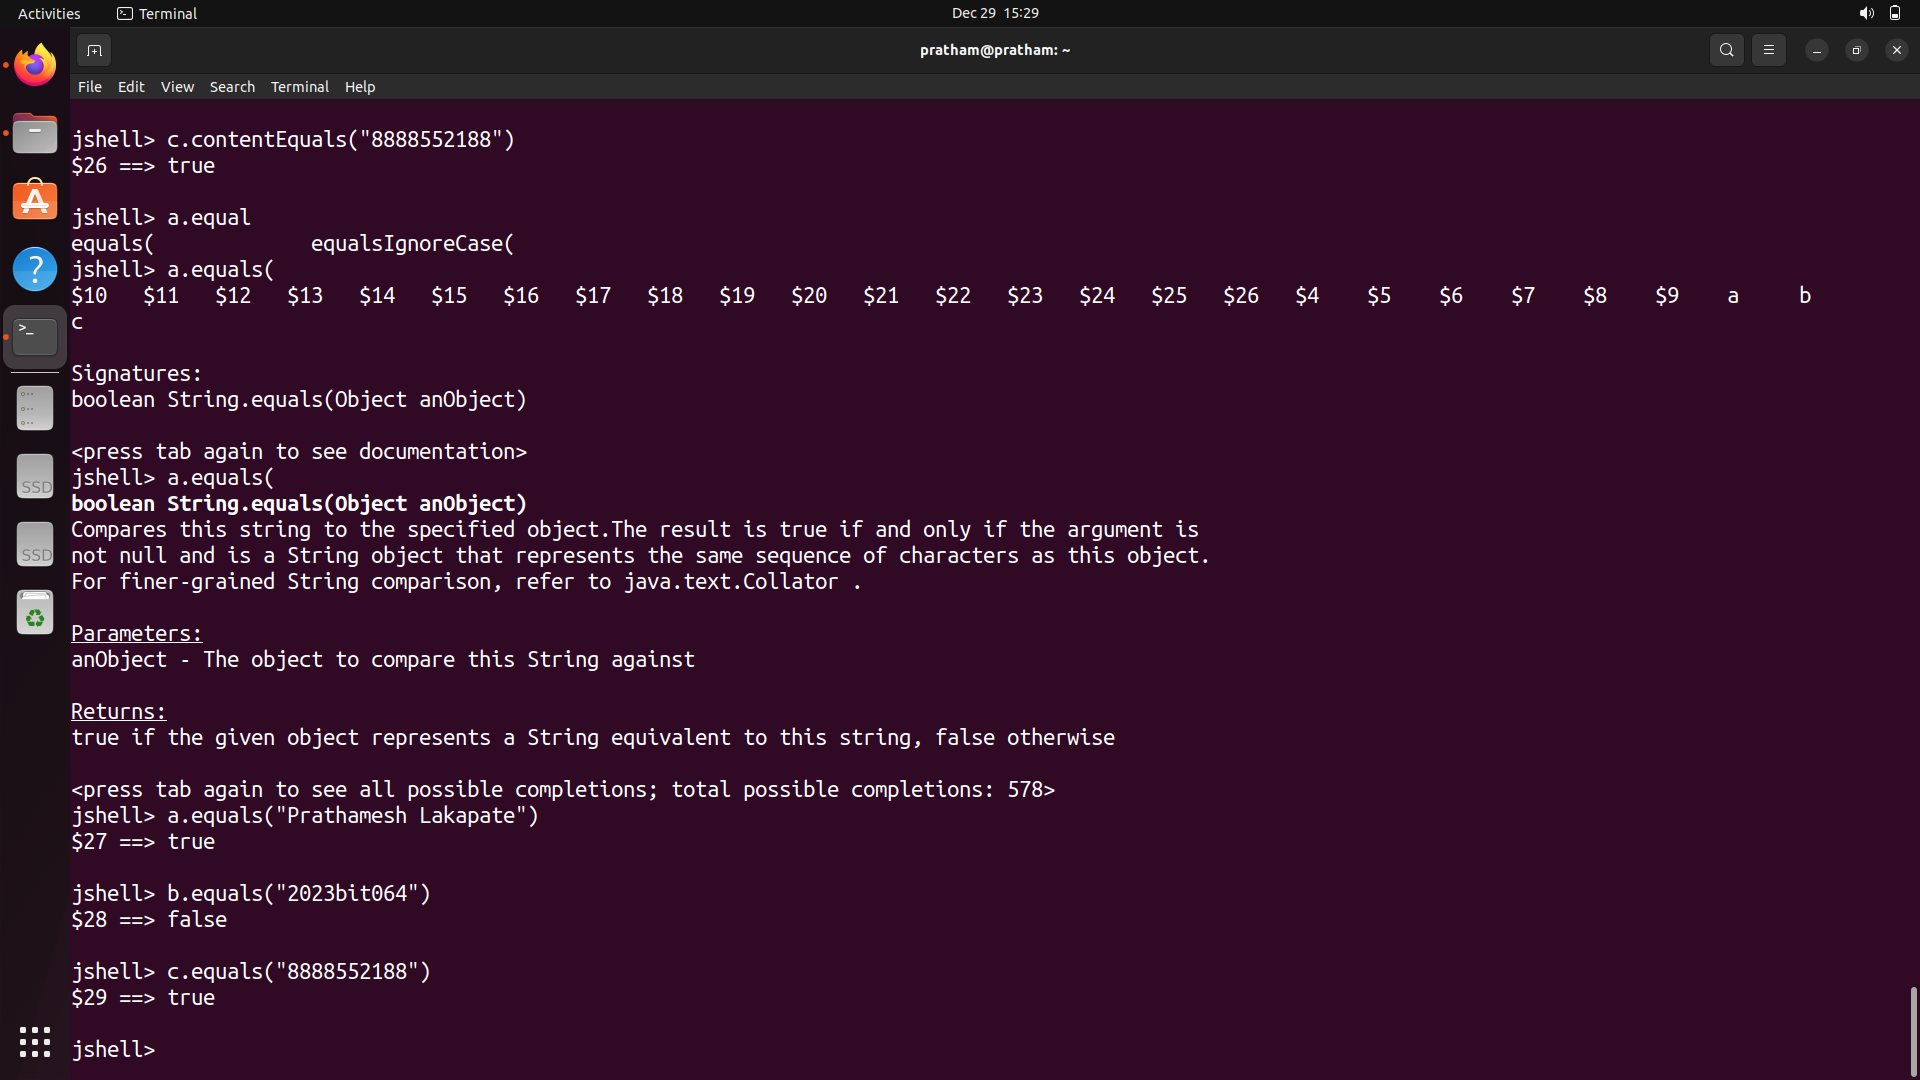 Activities Terminal Dec 29 15:29
pratham@pratham: ~
File Edit View Search Terminal Help
jshell> c.contentEquals("8888552188")
$26 ==> true
jshell> a.equal
equals( equalsIgnoreCase(
jshell> a.equals(
$10 $11 $12 $13 $14 $15 $16 $17 $18 $19 $20 $21 $22 $23 $24 $25 $26 $4 $5 $6 $7 $8 $9 a b
c
Signatures:
boolean String.equals(Object anObject)
<press tab again to see documentation>
jshell> a.equals(
boolean String.equals(Object anObject)
Compares this string to the specified object.The result is true if and only if the argument is
not null and is a String object that represents the same sequence of characters as this object.
For finer-grained String comparison, refer to java.text.Collator .
Parameters:
anObject - The object to compare this String against
Returns:
true if the given object represents a String equivalent to this string, false otherwise
<press tab again to see all possible completions; total possible completions: 578>
jshell> a.equals("Prathamesh Lakapate")
$27 ==> true
jshell> b.equals("2023bit064")
$28 ==> false
jshell> c.equals("8888552188")
$29 ==> true
jshell>
SSD
SSD